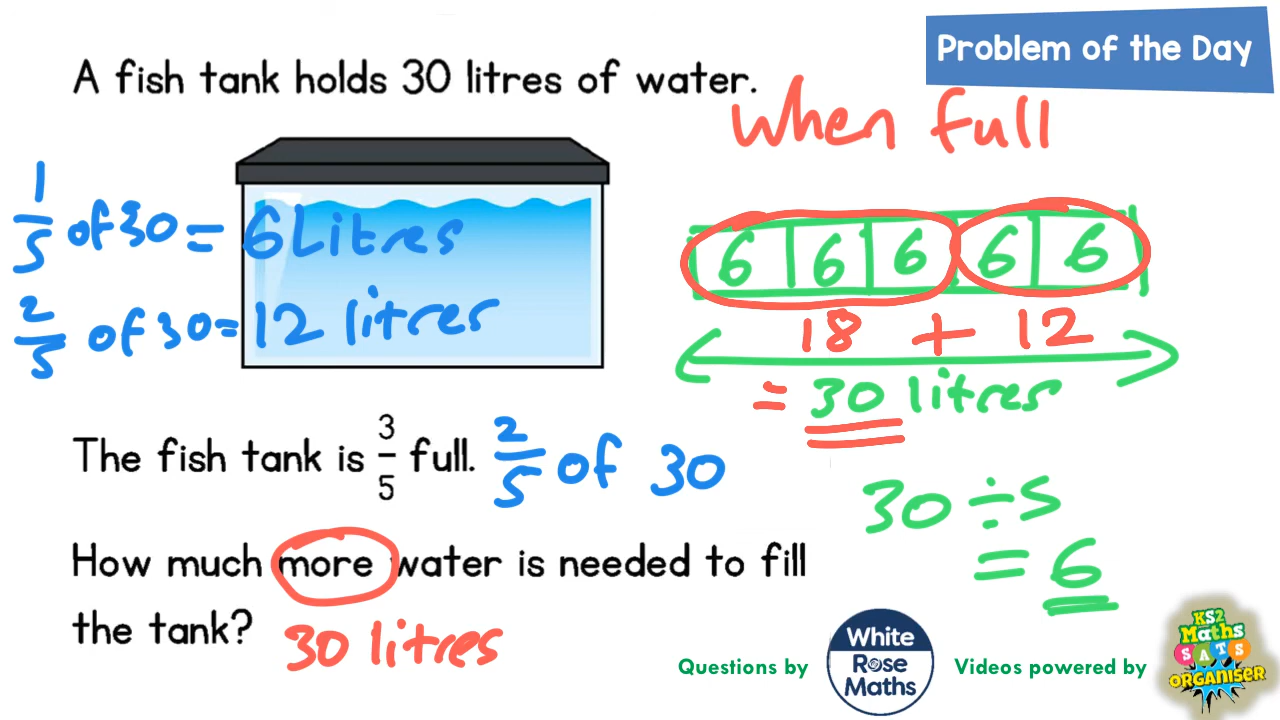 Problem of the Day
A fish tank holds 30 litres of water.
when full
1/5 of 30 = 6 Litres
2/5 of 30 = 12 litres
6 6 6 6 6
18 + 12
= 30 litres
The fish tank is 3/5 full. 2/5 of 30
30 ÷ 5
= 6
How much more water is needed to fill
the tank? 30 litres
Questions by White Rose Maths Videos powered by KS2 Maths SATS ORGANISER